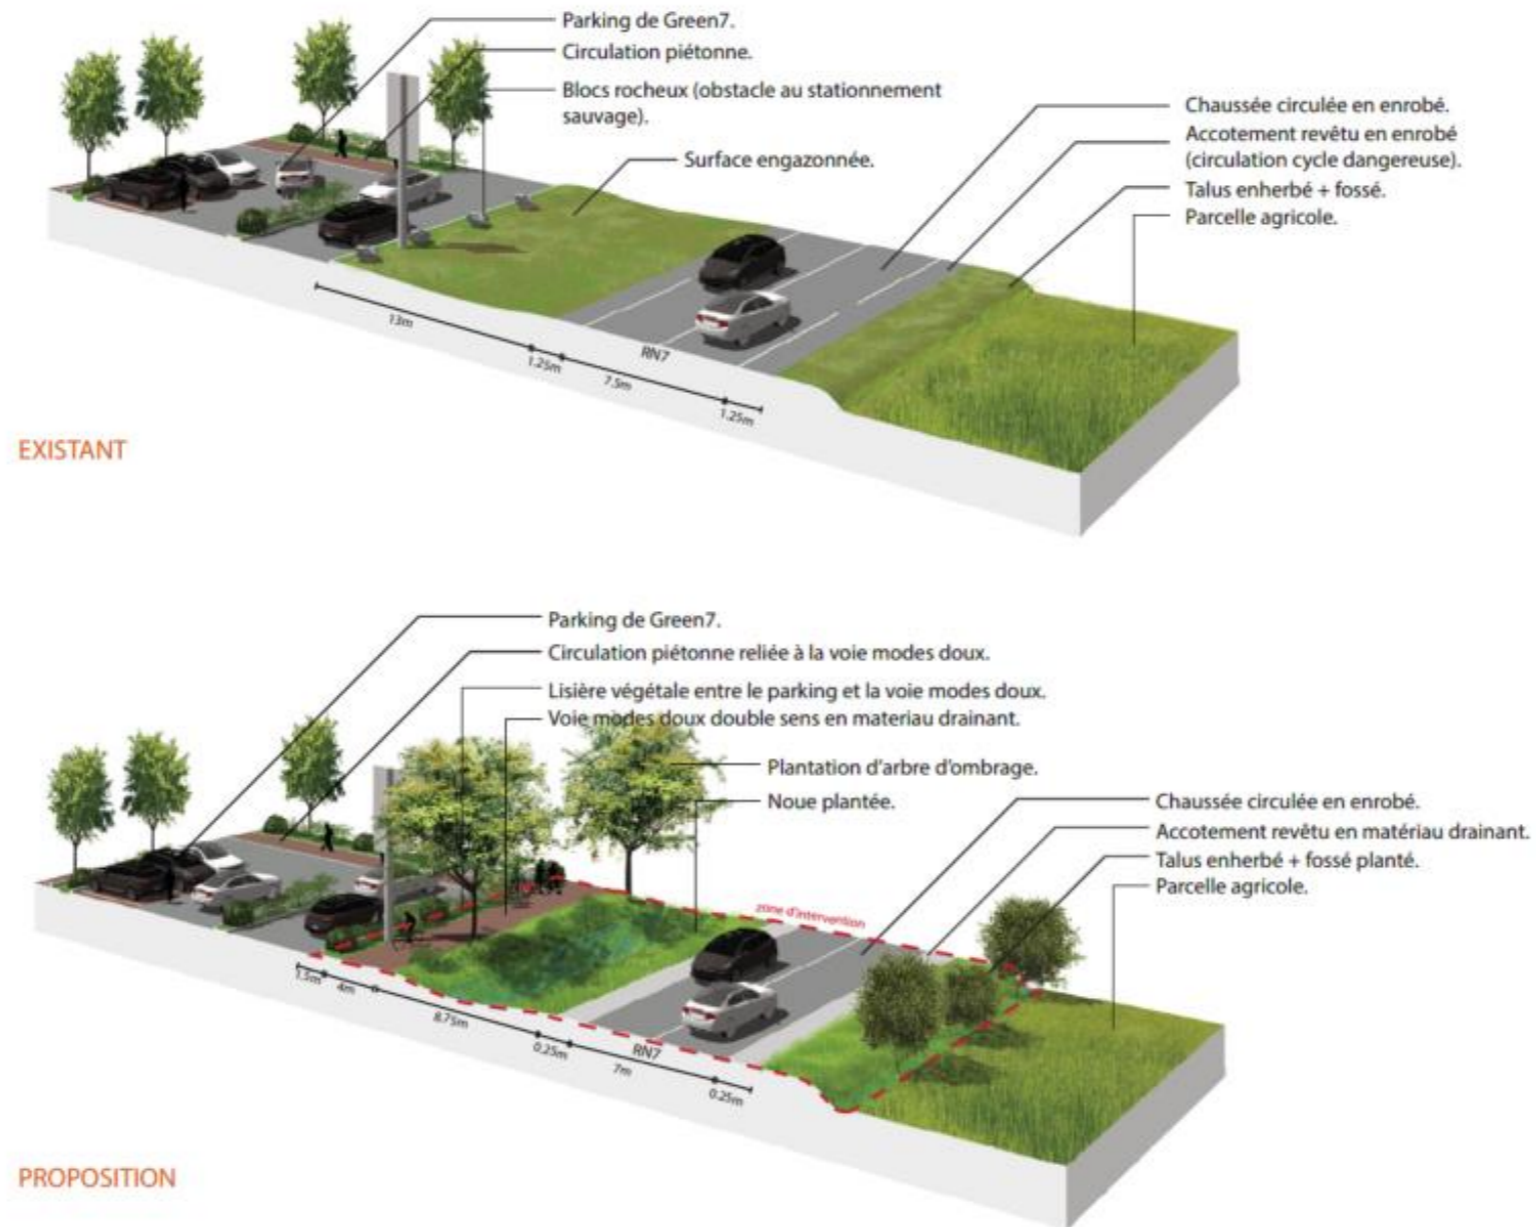 Parking de Green7.
Circulation piétonne.
Blocs rocheux (obstacle au stationnement
sauvage).
Surface engazonnée.
Chaussée circulée en enrobé.
Accotement revêtu en enrobé
(circulation cycle dangereuse).
Talus enherbé + fossé.
Parcelle agricole.
13m
1.25m
RN7
7.5m
1.25m
EXISTANT
Parking de Green7.
Circulation piétonne reliée à la voie modes doux.
Lisière végétale entre le parking et la voie modes doux.
Voie modes doux double sens en materiau drainant.
Plantation d'arbre d'ombrage.
Noue plantée.
Chaussée circulée en enrobé.
Accotement revêtu en matériau drainant.
Talus enherbé + fossé planté.
Parcelle agricole.
zone d'intervention
1.5m
4m
8.75m
0.25m
RN7
7m
0.25m
PROPOSITION